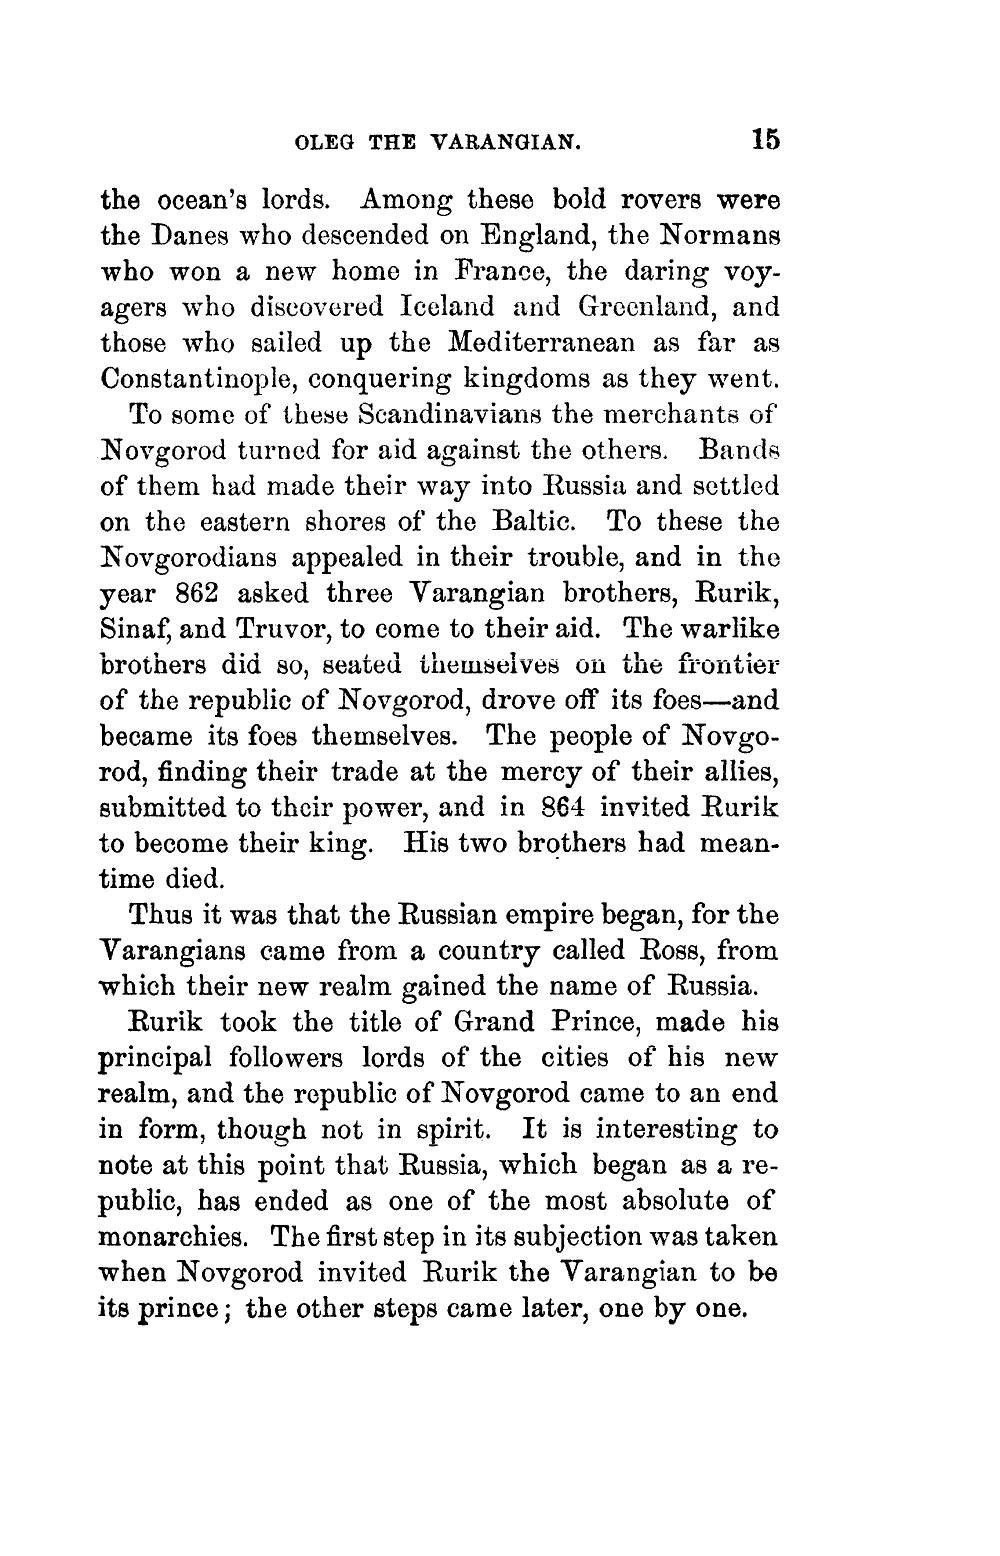 OLEG THE VARANGIAN. 15
the ocean's lords. Among these bold rovers were
the Danes who descended on England, the Normans
who won a new home in France, the daring voy-
agers who discovered Iceland and Greenland, and
those who sailed up the Mediterranean as far as
Constantinople, conquering kingdoms as they went.
To some of these Scandinavians the merchants of
Novgorod turned for aid against the others. Bands
of them had made their way into Russia and settled
on the eastern shores of the Baltic. To these the
Novgorodians appealed in their trouble, and in the
year 862 asked three Varangian brothers, Rurik,
Sinaf, and Truvor, to come to their aid. The warlike
brothers did so, seated themselves on the frontier
of the republic of Novgorod, drove off its foes—and
became its foes themselves. The people of Novgo-
rod, finding their trade at the mercy of their allies,
submitted to their power, and in 864 invited Rurik
to become their king. His two brothers had mean-
time died.
Thus it was that the Russian empire began, for the
Varangians came from a country called Ross, from
which their new realm gained the name of Russia.
Rurik took the title of Grand Prince, made his
principal followers lords of the cities of his new
realm, and the republic of Novgorod came to an end
in form, though not in spirit. It is interesting to
note at this point that Russia, which began as a re-
public, has ended as one of the most absolute of
monarchies. The first step in its subjection was taken
when Novgorod invited Rurik the Varangian to be
its prince; the other steps came later, one by one.